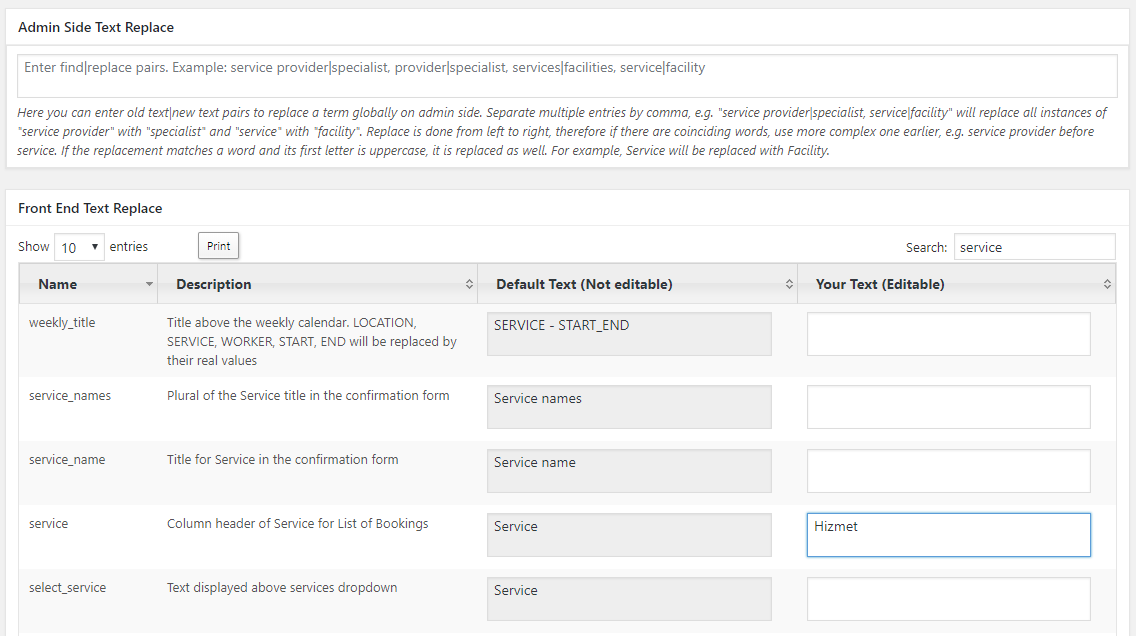 Admin Side Text Replace
Enter find|replace pairs. Example: service provider|specialist, provider|specialist, services|facilities, service|facility
Here you can enter old text|new text pairs to replace a term globally on admin side. Separate multiple entries by comma, e.g. "service provider|specialist, service|facility" will replace all instances of
"service provider" with "specialist" and "service" with "facility". Replace is done from left to right, therefore if there are coinciding words, use more complex one earlier, e.g. service provider before
service. If the replacement matches a word and its first letter is uppercase, it is replaced as well. For example, Service will be replaced with Facility.
Front End Text Replace
Show 10 entries Print Search: service
Name Description Default Text (Not editable) Your Text (Editable)
weekly_title Title above the weekly calendar. LOCATION, SERVICE - START_END
SERVICE, WORKER, START, END will be replaced by
their real values
service_names Plural of the Service title in the confirmation form Service names
service_name Title for Service in the confirmation form Service name
service Column header of Service for List of Bookings Service Hizmet
select_service Text displayed above services dropdown Service